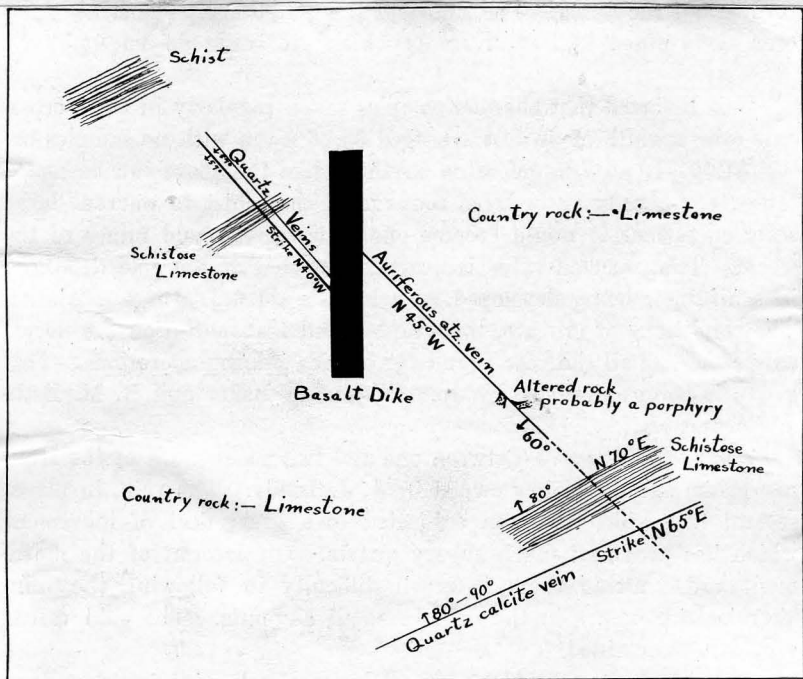 Schist
Quartz Veins
Strike N40°W
Schistose
Limestone
Country rock:— Limestone
Auriferous qtz. vein
N 45° W
Basalt Dike
Altered rock
probably a porphyry
60°
N70°E
Schistose
Limestone
80°
Country rock:— Limestone
Strike N65°E
80°-90°
Quartz calcite vein